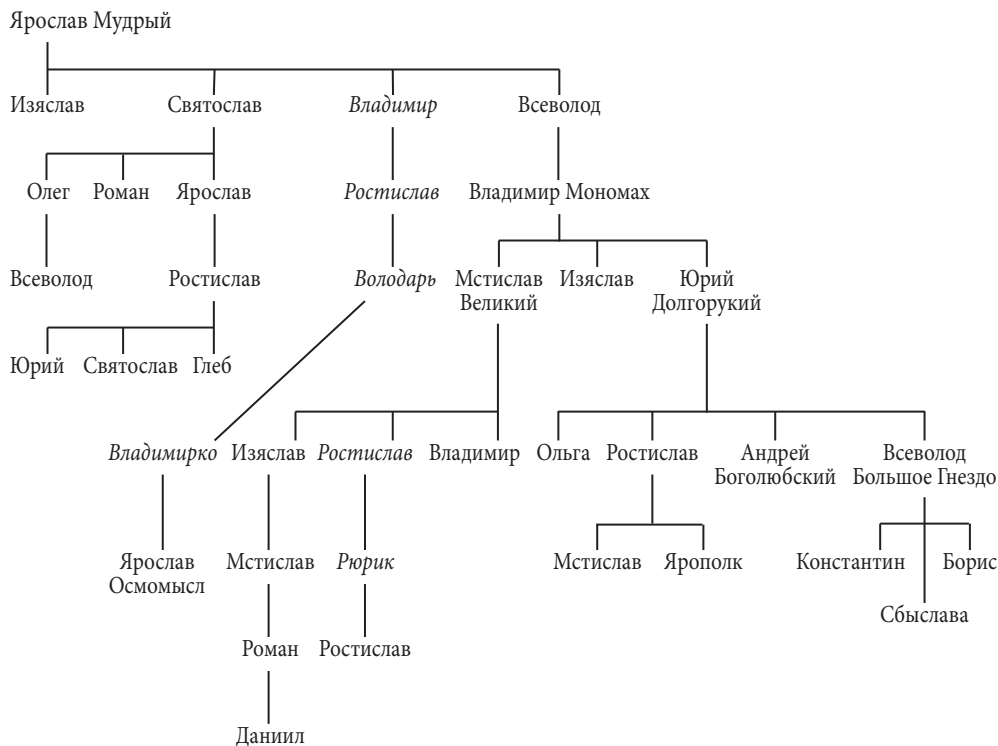 Ярослав Мудрый
Изяслав Святослав Владимир Всеволод
Олег Роман Ярослав Ростислав Владимир Мономах
Всеволод Ростислав Володарь Мстислав Изяслав Юрий
Великий Долгорукий
Юрий Святослав Глеб
Владимирко Изяслав Ростислав Владимир Ольга Ростислав Андрей Всеволод
Боголюбский Большое Гнездо
Ярослав Мстислав Рюрик Мстислав Ярополк Константин Борис
Осмомысл
Сбыслава
Роман Ростислав
Даниил